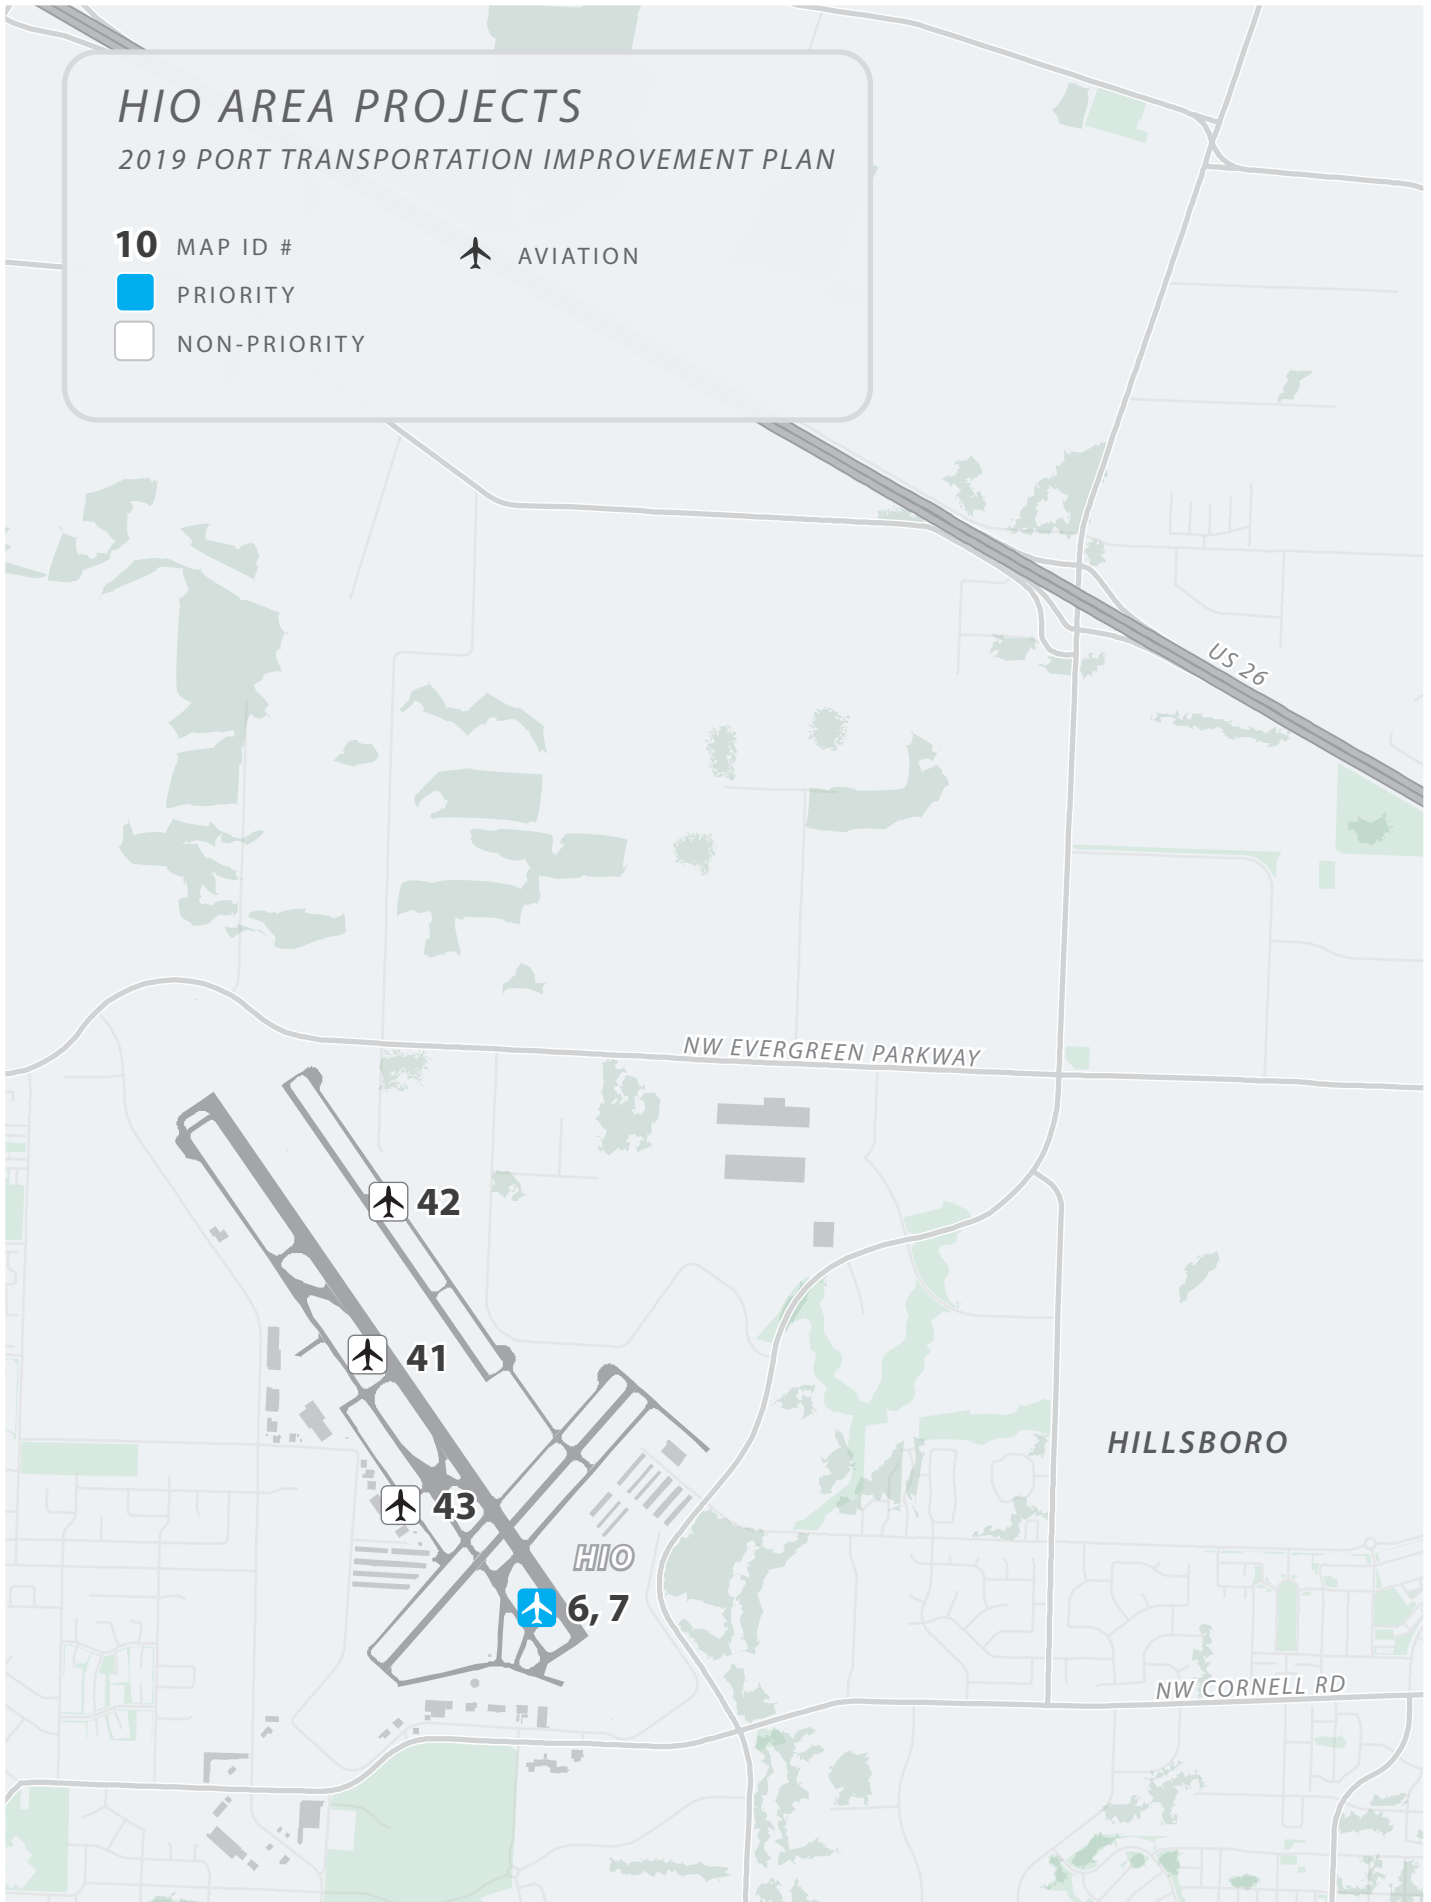 HIO AREA PROJECTS
2019 PORT TRANSPORTATION IMPROVEMENT PLAN
10 MAP ID #
AVIATION
PRIORITY
NON-PRIORITY
US 26
NW EVERGREEN PARKWAY
42
41
HILLSBORO
43
HIO
6, 7
NW CORNELL RD